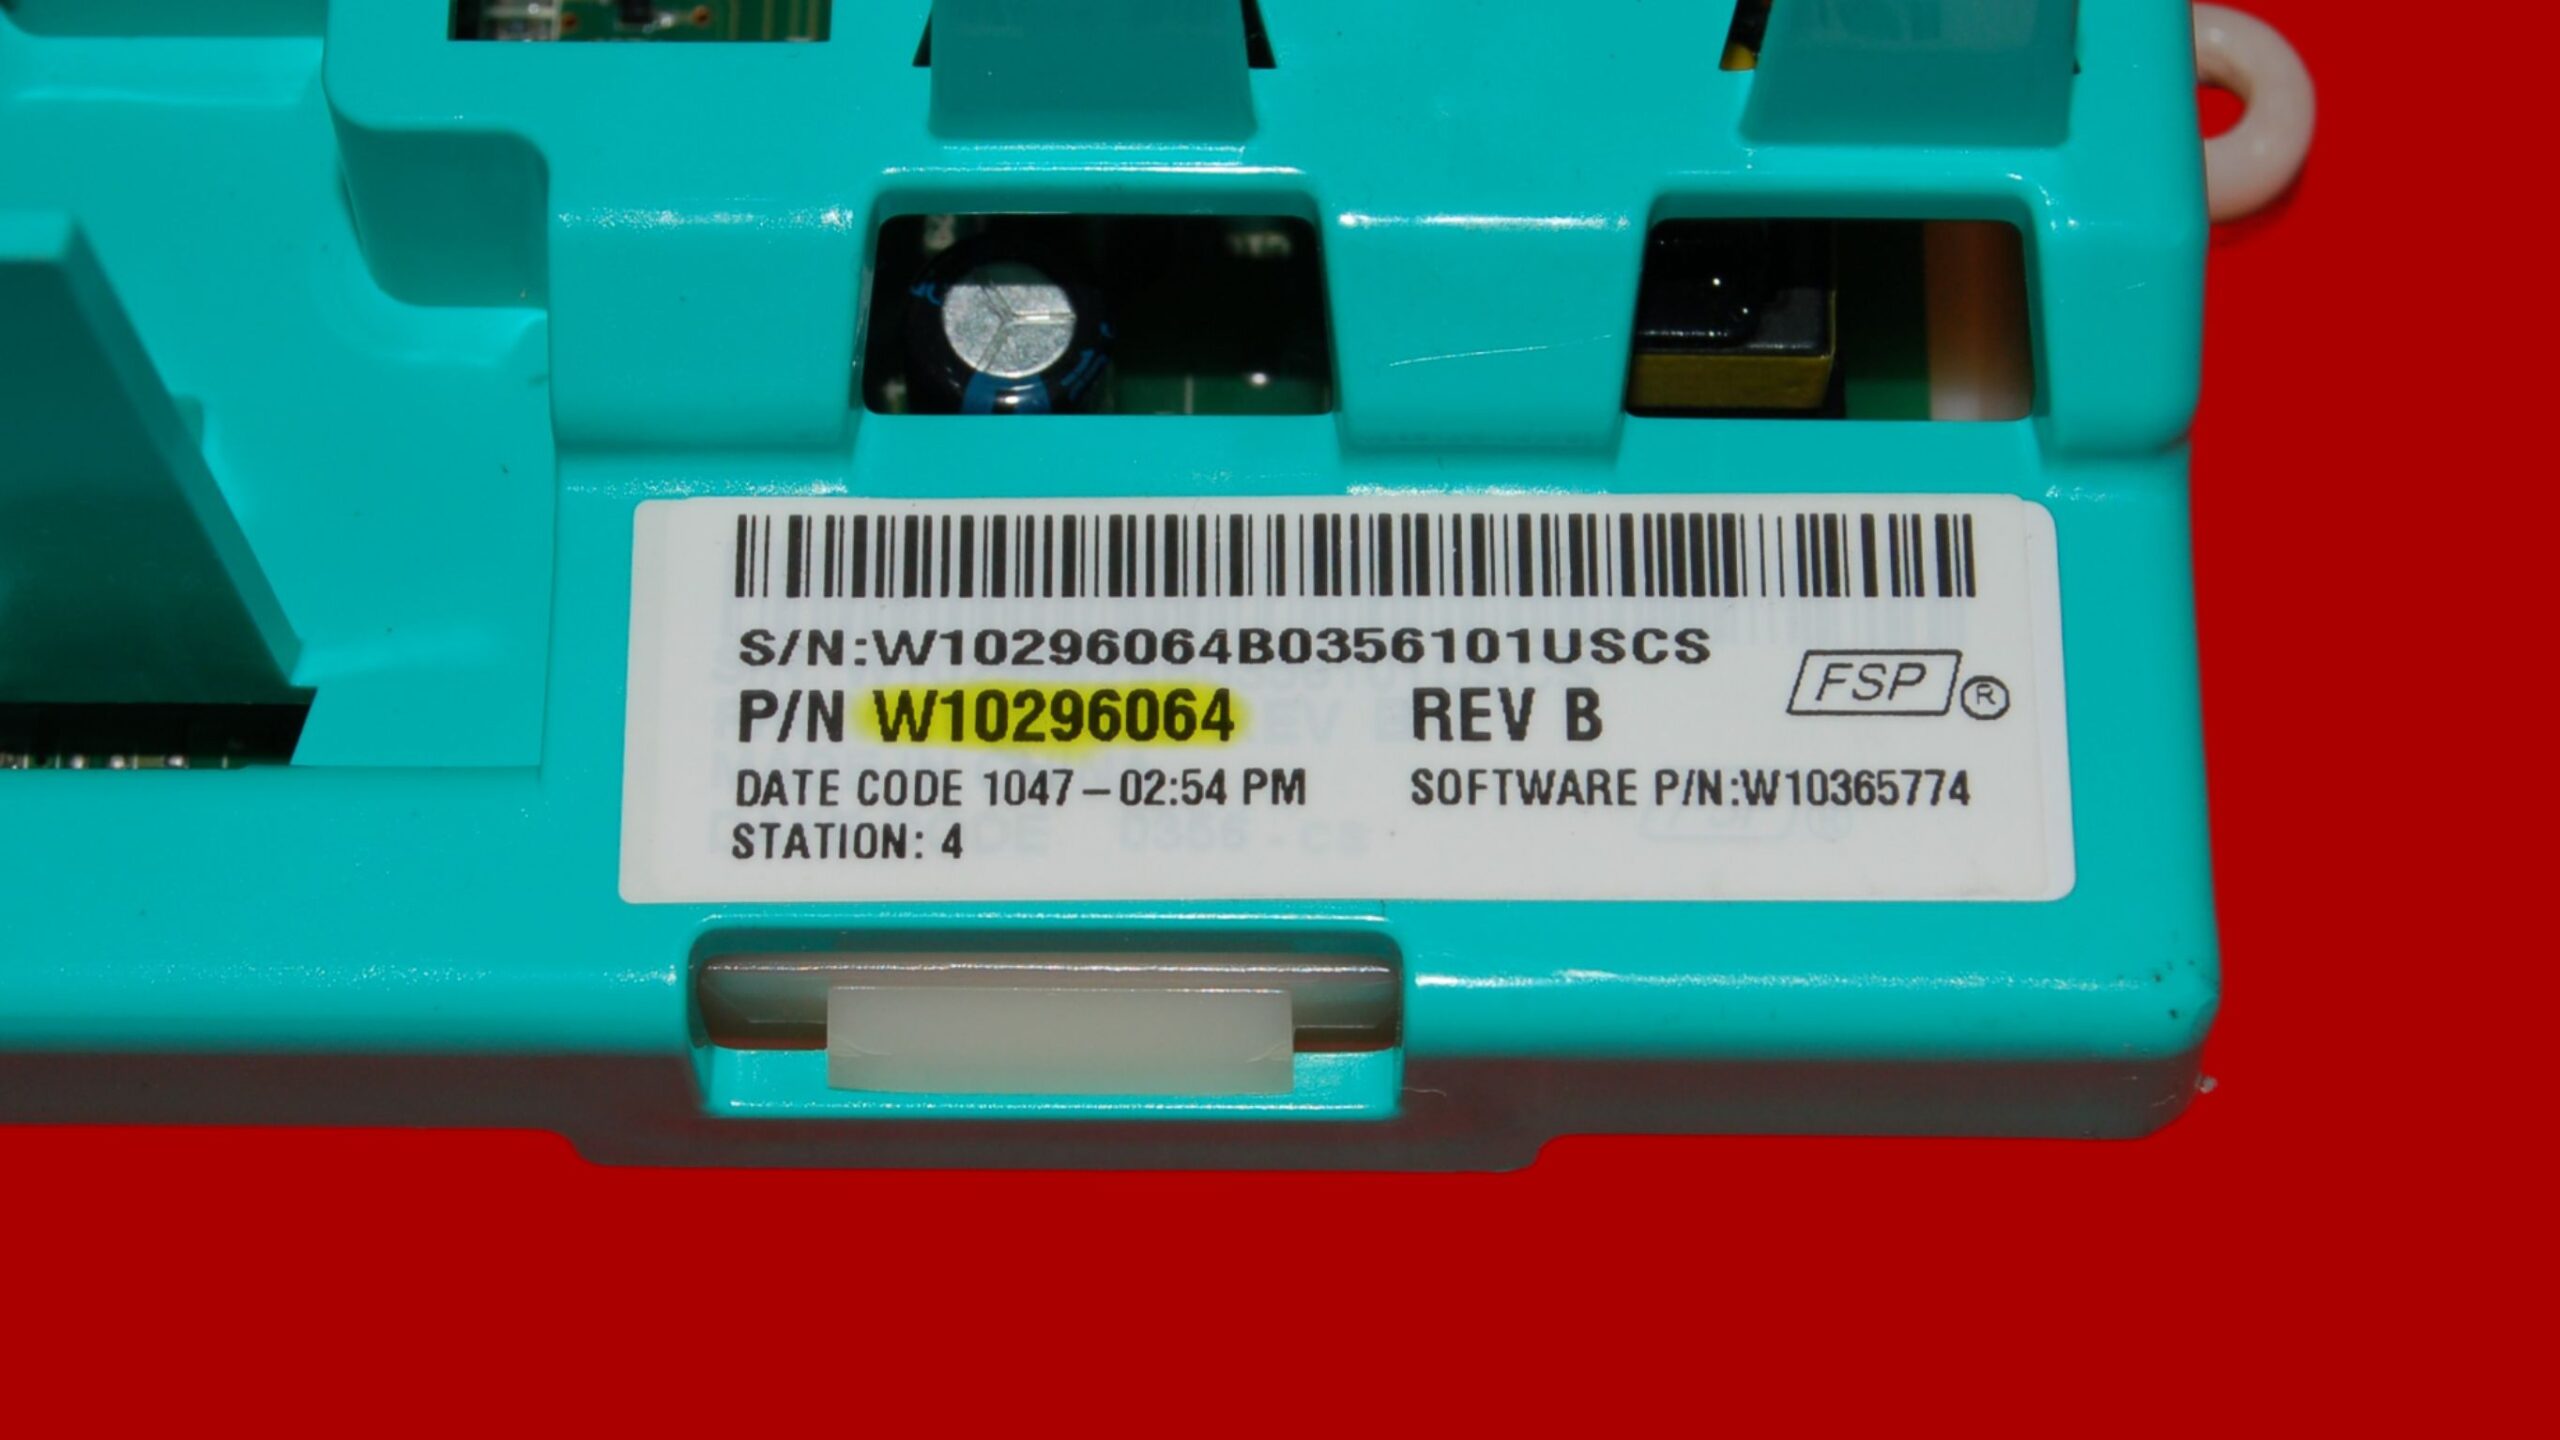 S/N:W10296064B0356101USCS
P/N W10296064 REV B
FSP ®
DATE CODE 1047-02:54 PM SOFTWARE P/N:W10365774
STATION: 4